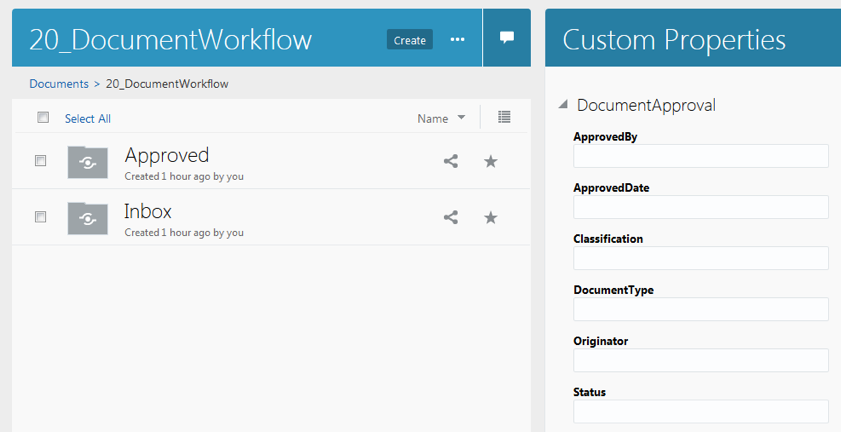 20_DocumentWorkflow
Create
Documents > 20_DocumentWorkflow
Select All
Name
Approved
Created 1 hour ago by you
Inbox
Created 1 hour ago by you
Custom Properties
DocumentApproval
ApprovedBy
ApprovedDate
Classification
DocumentType
Originator
Status